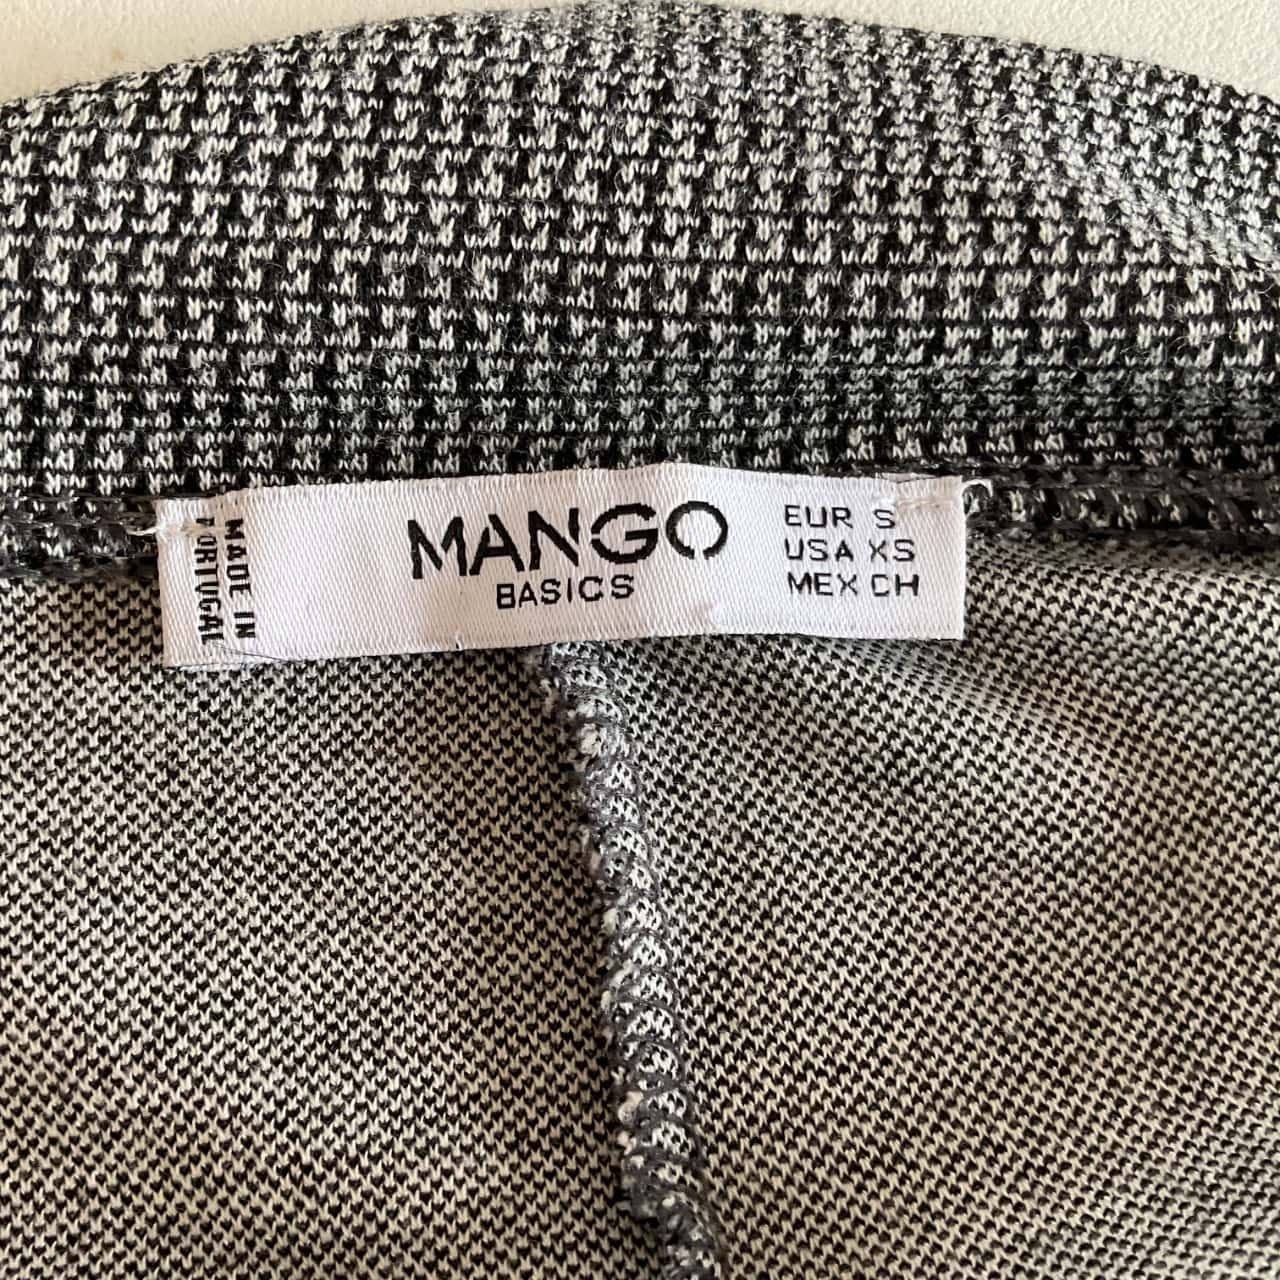 MADE IN
PORTUGAL
MANGO
BASICS
EUR S
USA XS
MEX CH